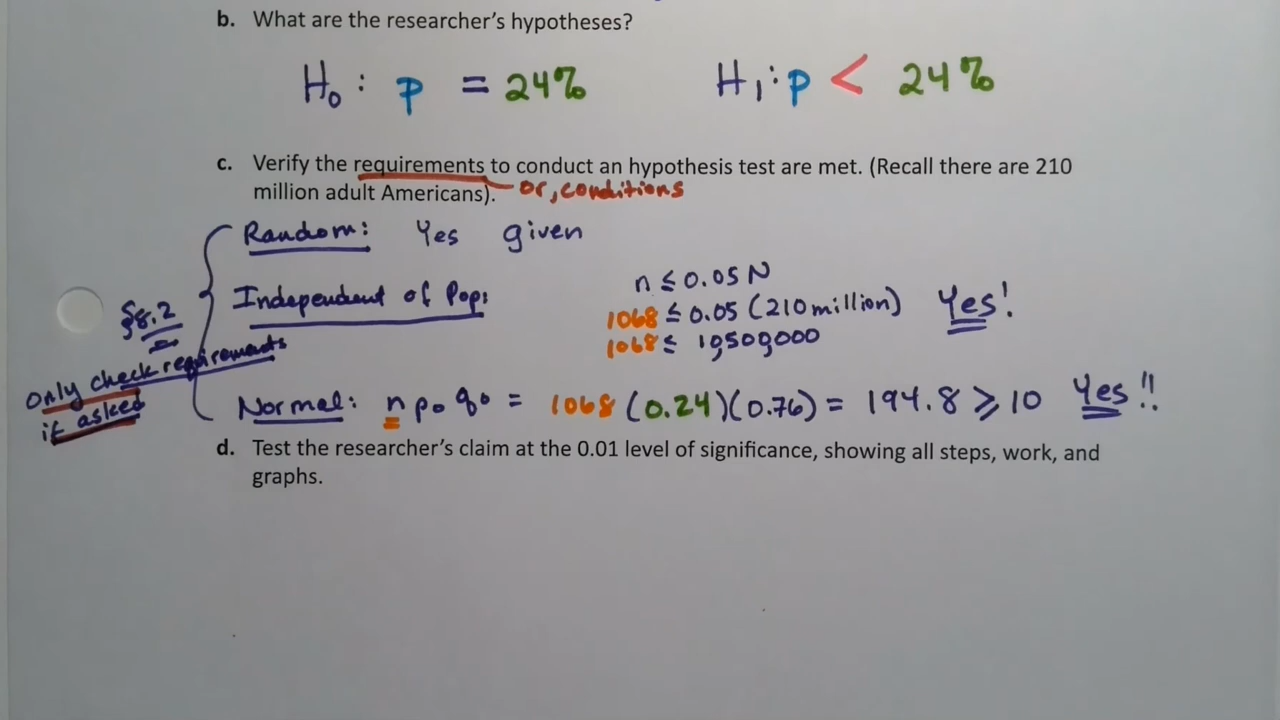 b. What are the researcher's hypotheses?
H₀ : p = 24% H₁ : p < 24%
c. Verify the requirements to conduct an hypothesis test are met. (Recall there are 210
million adult Americans). or, conditions
Random: Yes given
Independent of Pop: n ≤ 0.05 N
1068 ≤ 0.05 (210 million) Yes!
1068 ≤ 10,500,000
§8.2
Only check requirements
if asked
Normal: n p₀ q₀ = 1068 (0.24)(0.76) = 194.8 ≥ 10 Yes!!
d. Test the researcher's claim at the 0.01 level of significance, showing all steps, work, and
graphs.